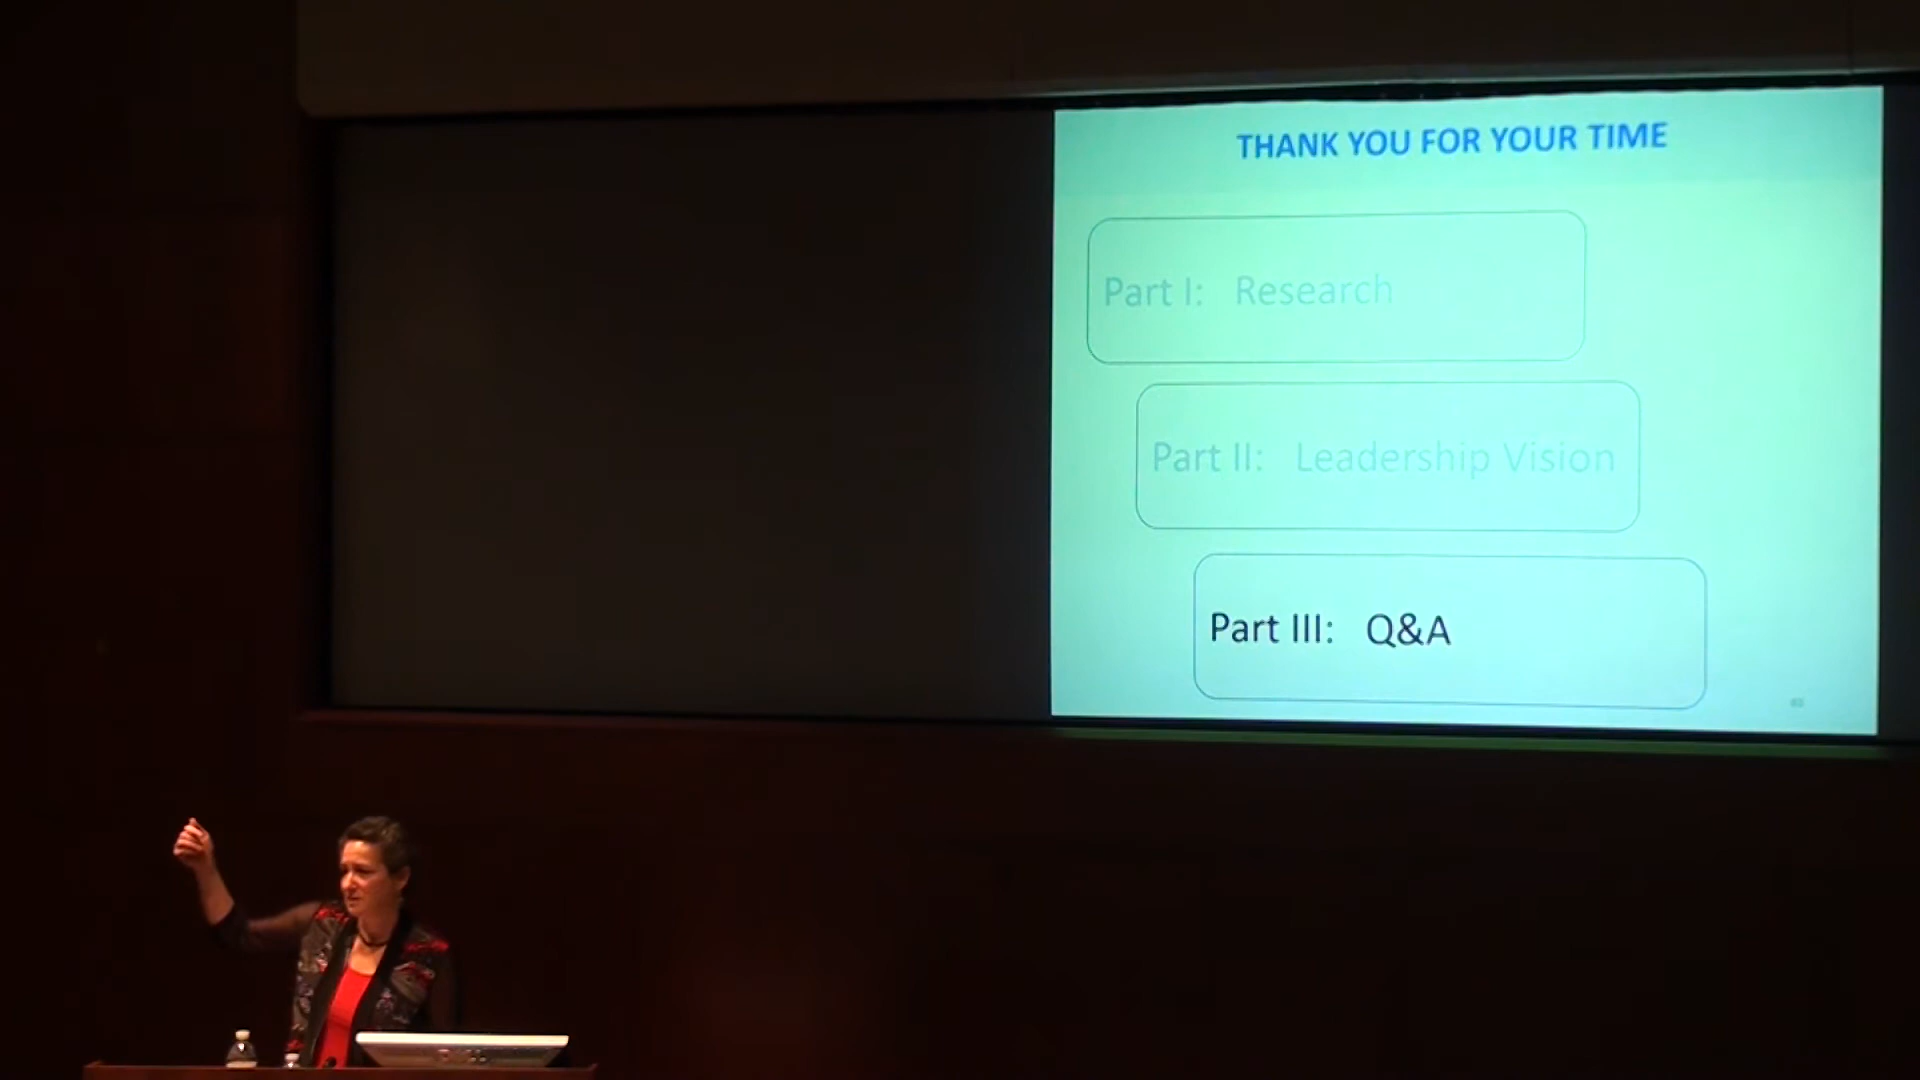 THANK YOU FOR YOUR TIME
Part I: Research
Part II: Leadership Vision
Part III: Q&A